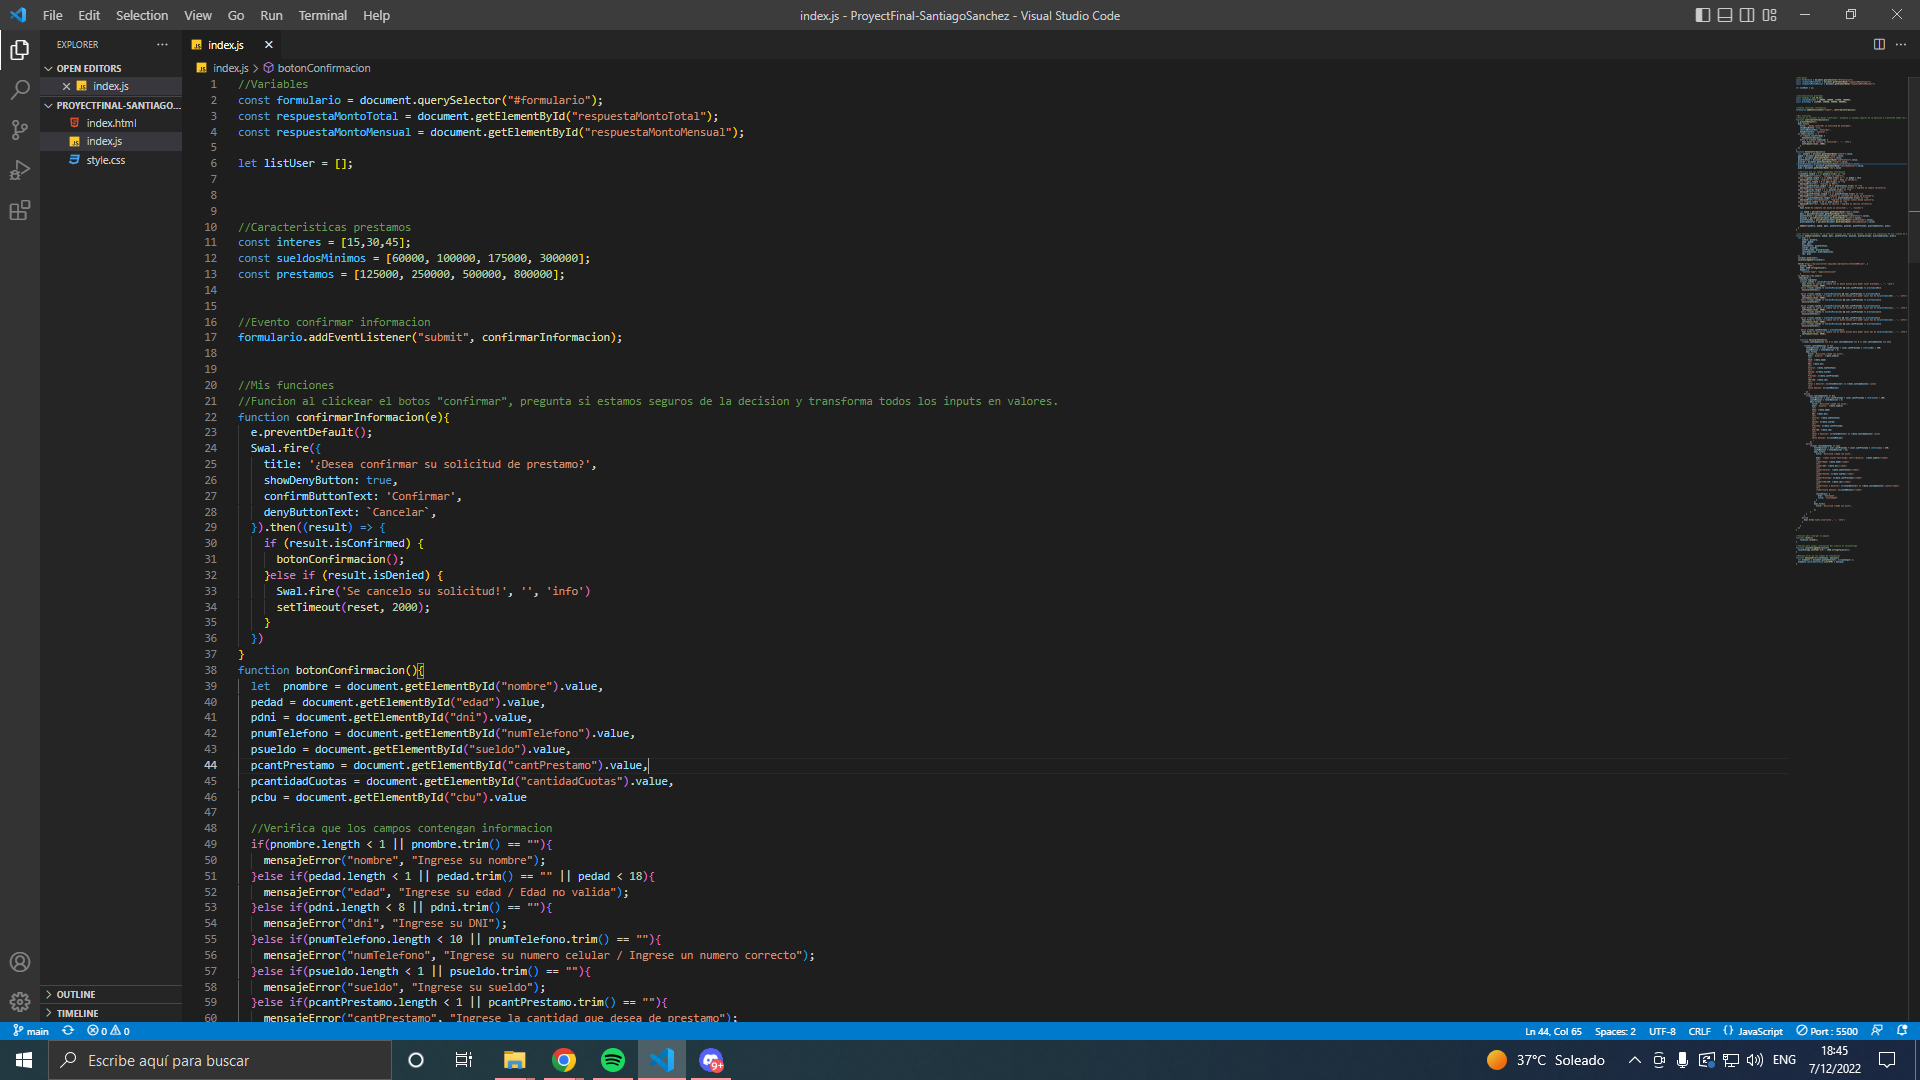 File Edit Selection View Go Run Terminal Help
index.js - ProyectFinal-SantiagoSanchez - Visual Studio Code
EXPLORER
OPEN EDITORS
index.js
PROYECTFINAL-SANTIAGO...
index.html
index.js
style.css
OUTLINE
TIMELINE
index.js
index.js > botonConfirmacion
1 //Variables
2 const formulario = document.querySelector("#formulario");
3 const respuestaMontoTotal = document.getElementById("respuestaMontoTotal");
4 const respuestaMontoMensual = document.getElementById("respuestaMontoMensual");
5
6 let listUser = [];
7
8
9
10 //Caracteristicas prestamos
11 const interes = [15,30,45];
12 const sueldosMinimos = [60000, 100000, 175000, 300000];
13 const prestamos = [125000, 250000, 500000, 800000];
14
15
16 //Evento confirmar informacion
17 formulario.addEventListener("submit", confirmarInformacion);
18
19
20 //Mis funciones
21 //Funcion al clickear el botos "confirmar", pregunta si estamos seguros de la decision y transforma todos los inputs en valores.
22 function confirmarInformacion(e){
23 e.preventDefault();
24 Swal.fire({
25 title: '¿Desea confirmar su solicitud de prestamo?',
26 showDenyButton: true,
27 confirmButtonText: 'Confirmar',
28 denyButtonText: `Cancelar`,
29 }).then((result) => {
30 if (result.isConfirmed) {
31 botonConfirmacion();
32 }else if (result.isDenied) {
33 Swal.fire('Se cancelo su solicitud!', '', 'info')
34 setTimeout(reset, 2000);
35 }
36 })
37 }
38 function botonConfirmacion(){
39 let  pnombre = document.getElementById("nombre").value,
40 pedad = document.getElementById("edad").value,
41 pdni = document.getElementById("dni").value,
42 pnumTelefono = document.getElementById("numTelefono").value,
43 psueldo = document.getElementById("sueldo").value,
44 pcantPrestamo = document.getElementById("cantPrestamo").value,
45 pcantidadCuotas = document.getElementById("cantidadCuotas").value,
46 pcbu = document.getElementById("cbu").value
47
48 //Verifica que los campos contengan informacion
49 if(pnombre.length < 1 || pnombre.trim() == ""){
50 mensajeError("nombre", "Ingrese su nombre");
51 }else if(pedad.length < 1 || pedad.trim() == "" || pedad < 18){
52 mensajeError("edad", "Ingrese su edad / Edad no valida");
53 }else if(pdni.length < 8 || pdni.trim() == ""){
54 mensajeError("dni", "Ingrese su DNI");
55 }else if(pnumTelefono.length < 10 || pnumTelefono.trim() == ""){
56 mensajeError("numTelefono", "Ingrese su numero celular / Ingrese un numero correcto");
57 }else if(psueldo.length < 1 || psueldo.trim() == ""){
58 mensajeError("sueldo", "Ingrese su sueldo");
59 }else if(pcantPrestamo.length < 1 || pcantPrestamo.trim() == ""){
60 mensajeError("cantPrestamo", "Ingrese la cantidad que desea de prestamo");
main 0 0
Ln 44, Col 65 Spaces: 2 UTF-8 CRLF {} JavaScript Port : 5500
Escribe aquí para buscar
9+
37°C Soleado
ENG
18:45
7/12/2022